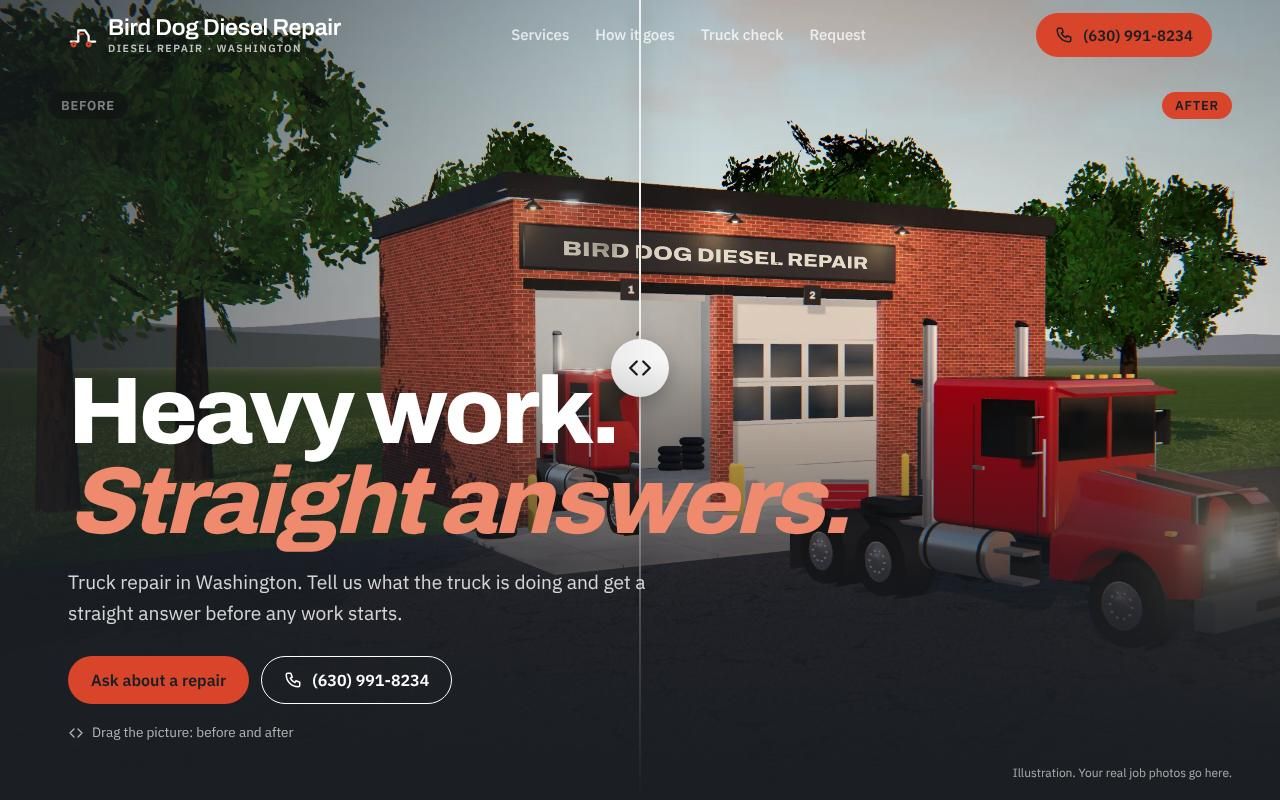 Bird Dog Diesel Repair
DIESEL REPAIR · WASHINGTON
Services
How it goes
Truck check
Request
(630) 991-8234
BEFORE
AFTER
BIRD DOG DIESEL REPAIR
1
2
Heavy work.
Straight answers.
Truck repair in Washington. Tell us what the truck is doing and get a
straight answer before any work starts.
Ask about a repair
(630) 991-8234
Drag the picture: before and after
Illustration. Your real job photos go here.